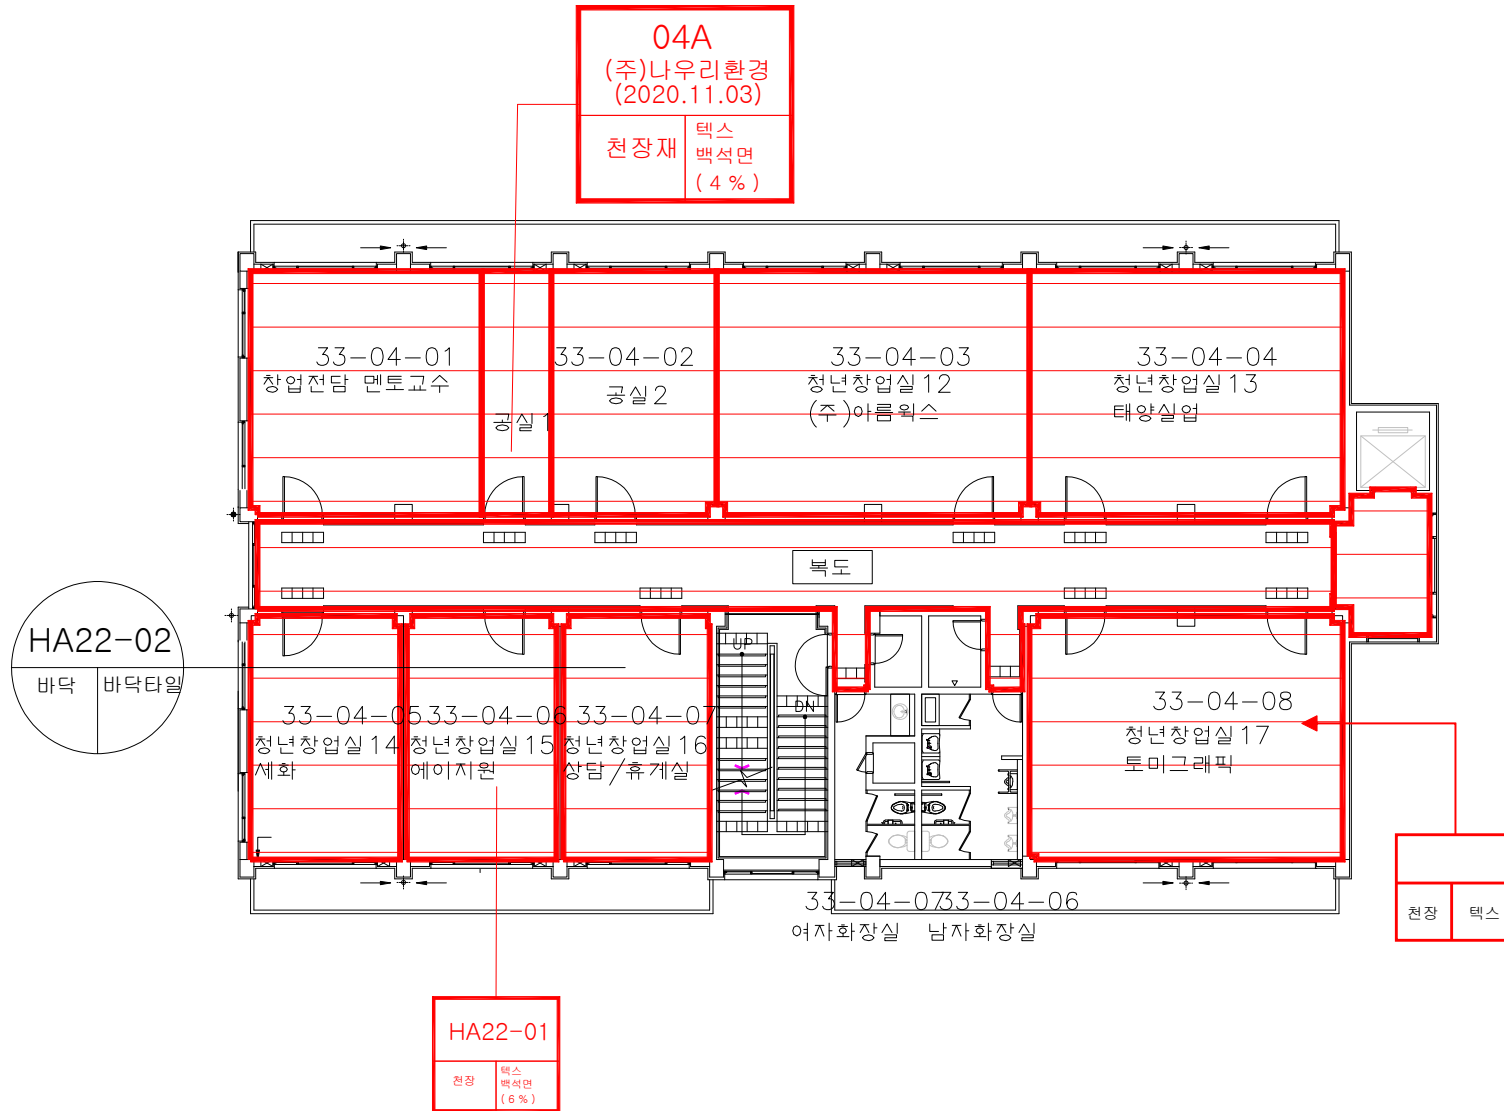 04A
(주)나우리환경
(2020.11.03)
천장재
텍스
백석면
(4%)
33-04-01
창업전담 멘토교수
공실1
33-04-02
공실2
33-04-03
청년창업실12
(주)아름웍스
33-04-04
청년창업실13
태양실업
복도
HA22-02
바닥
바닥타일
UP
DN
33-04-05
청년창업실14
세화
33-04-06
청년창업실15
에이지원
33-04-07
청년창업실16
상담/휴게실
33-04-08
청년창업실17
토미그래픽
33-04-07
여자화장실
33-04-06
남자화장실
천장
텍스
HA22-01
천장
텍스
백석면
(6%)